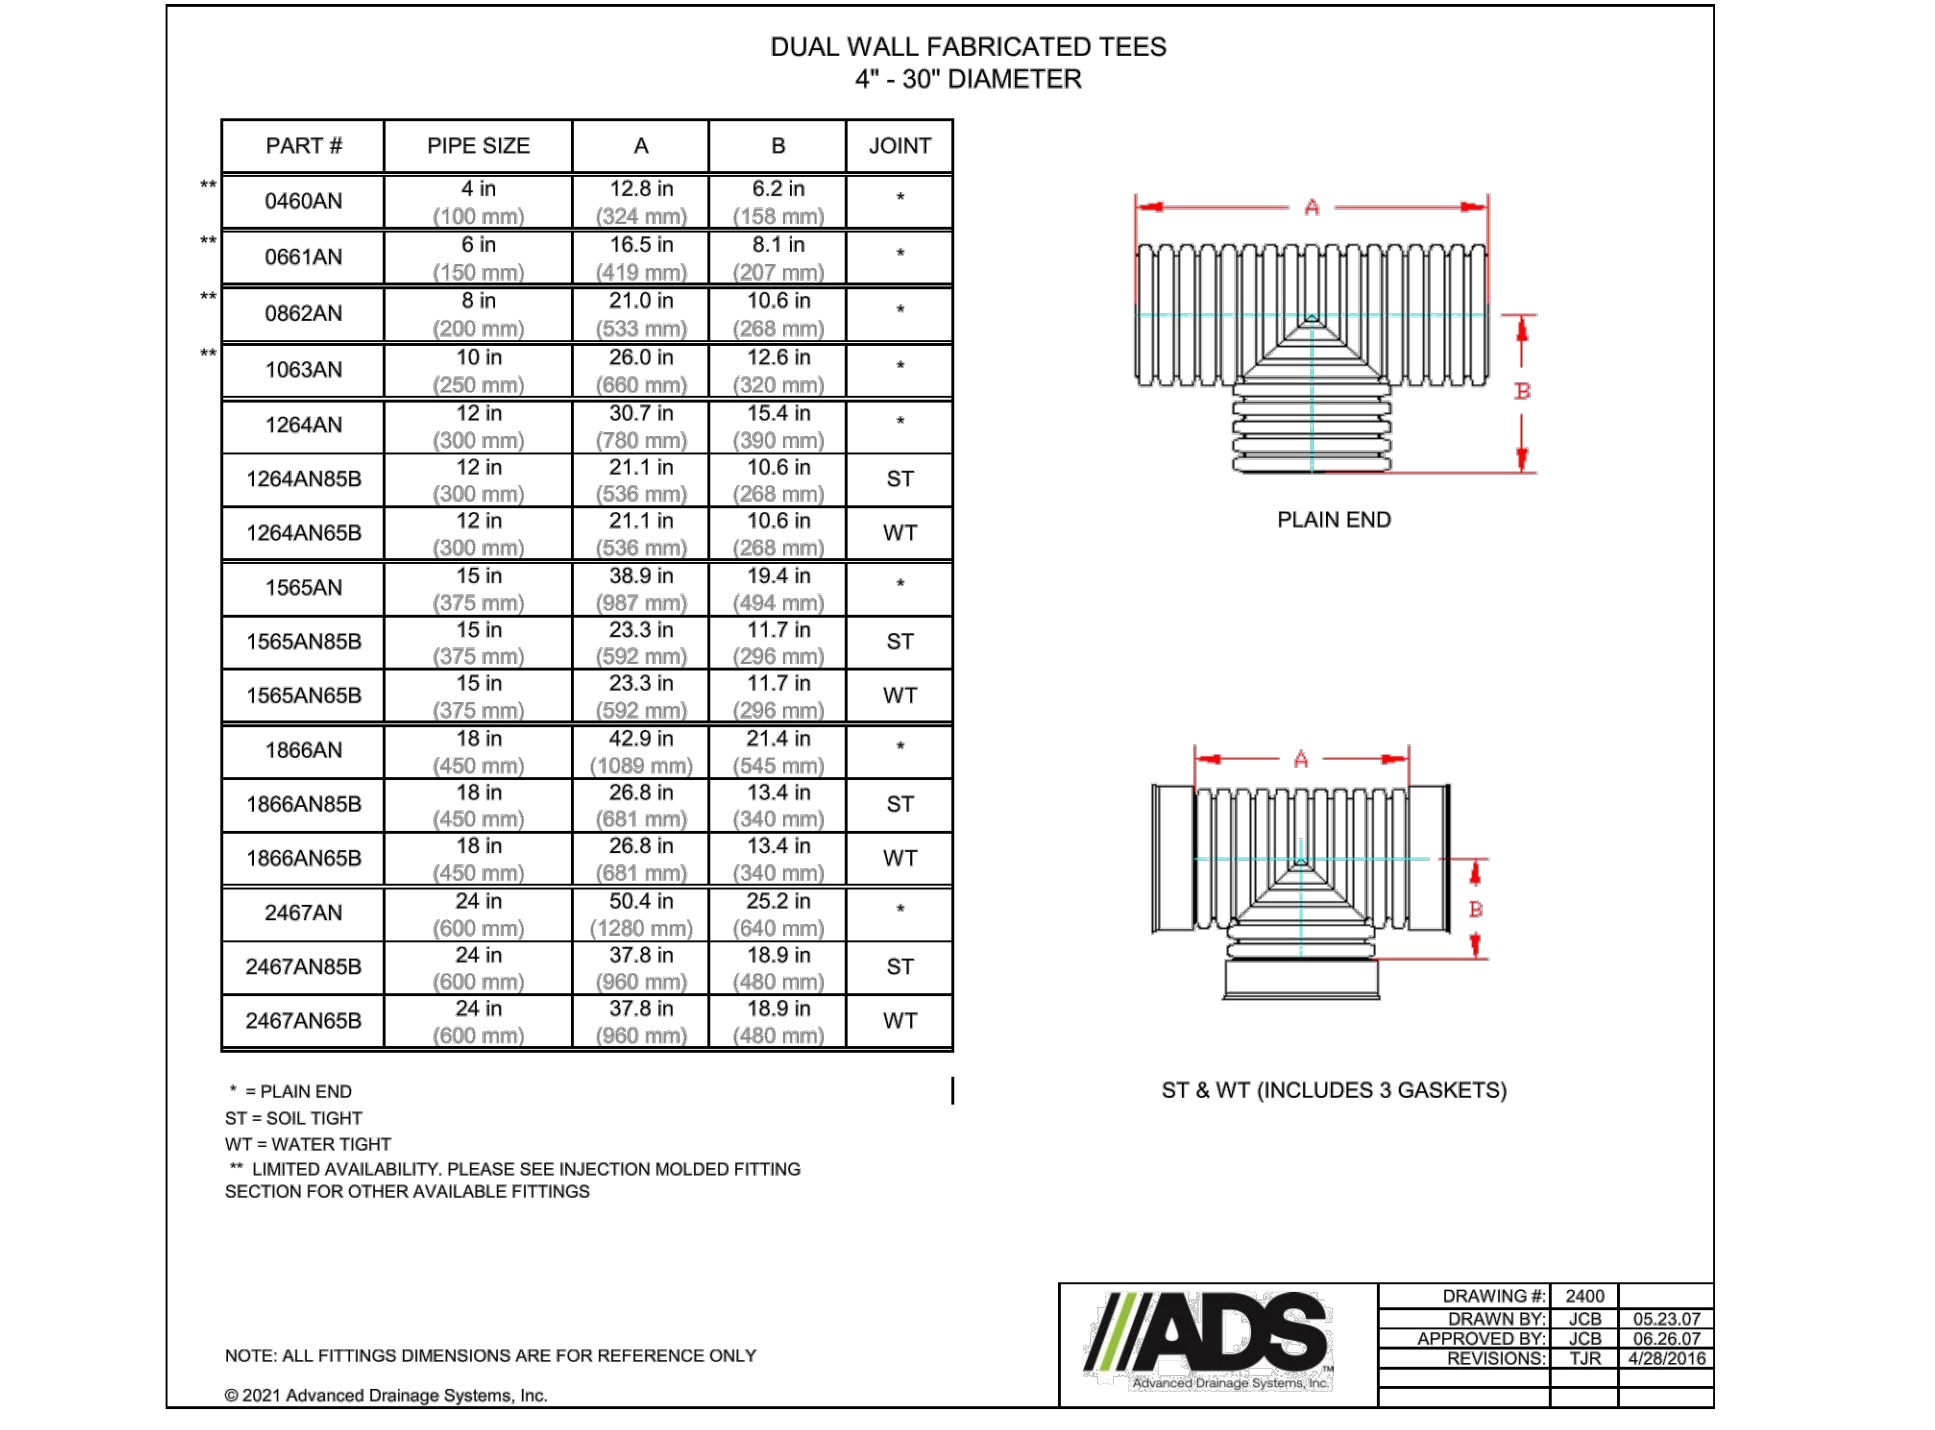 DUAL WALL FABRICATED TEES
4" - 30" DIAMETER
PART # PIPE SIZE A B JOINT
** 0460AN 4 in (100 mm) 12.8 in (324 mm) 6.2 in (158 mm) *
** 0661AN 6 in (150 mm) 16.5 in (419 mm) 8.1 in (207 mm) *
** 0862AN 8 in (200 mm) 21.0 in (533 mm) 10.6 in (268 mm) *
** 1063AN 10 in (250 mm) 26.0 in (660 mm) 12.6 in (320 mm) *
1264AN 12 in (300 mm) 30.7 in (780 mm) 15.4 in (390 mm) *
1264AN85B 12 in (300 mm) 21.1 in (536 mm) 10.6 in (268 mm) ST
1264AN65B 12 in (300 mm) 21.1 in (536 mm) 10.6 in (268 mm) WT
1565AN 15 in (375 mm) 38.9 in (987 mm) 19.4 in (494 mm) *
1565AN85B 15 in (375 mm) 23.3 in (592 mm) 11.7 in (296 mm) ST
1565AN65B 15 in (375 mm) 23.3 in (592 mm) 11.7 in (296 mm) WT
1866AN 18 in (450 mm) 42.9 in (1089 mm) 21.4 in (545 mm) *
1866AN85B 18 in (450 mm) 26.8 in (681 mm) 13.4 in (340 mm) ST
1866AN65B 18 in (450 mm) 26.8 in (681 mm) 13.4 in (340 mm) WT
2467AN 24 in (600 mm) 50.4 in (1280 mm) 25.2 in (640 mm) *
2467AN85B 24 in (600 mm) 37.8 in (960 mm) 18.9 in (480 mm) ST
2467AN65B 24 in (600 mm) 37.8 in (960 mm) 18.9 in (480 mm) WT
A
B
PLAIN END
A
B
ST & WT (INCLUDES 3 GASKETS)
* = PLAIN END
ST = SOIL TIGHT
WT = WATER TIGHT
** LIMITED AVAILABILITY. PLEASE SEE INJECTION MOLDED FITTING
SECTION FOR OTHER AVAILABLE FITTINGS
NOTE: ALL FITTINGS DIMENSIONS ARE FOR REFERENCE ONLY
© 2021 Advanced Drainage Systems, Inc.
ADS™
Advanced Drainage Systems, Inc.
DRAWING #: 2400
DRAWN BY: JCB 05.23.07
APPROVED BY: JCB 06.26.07
REVISIONS: TJR 4/28/2016